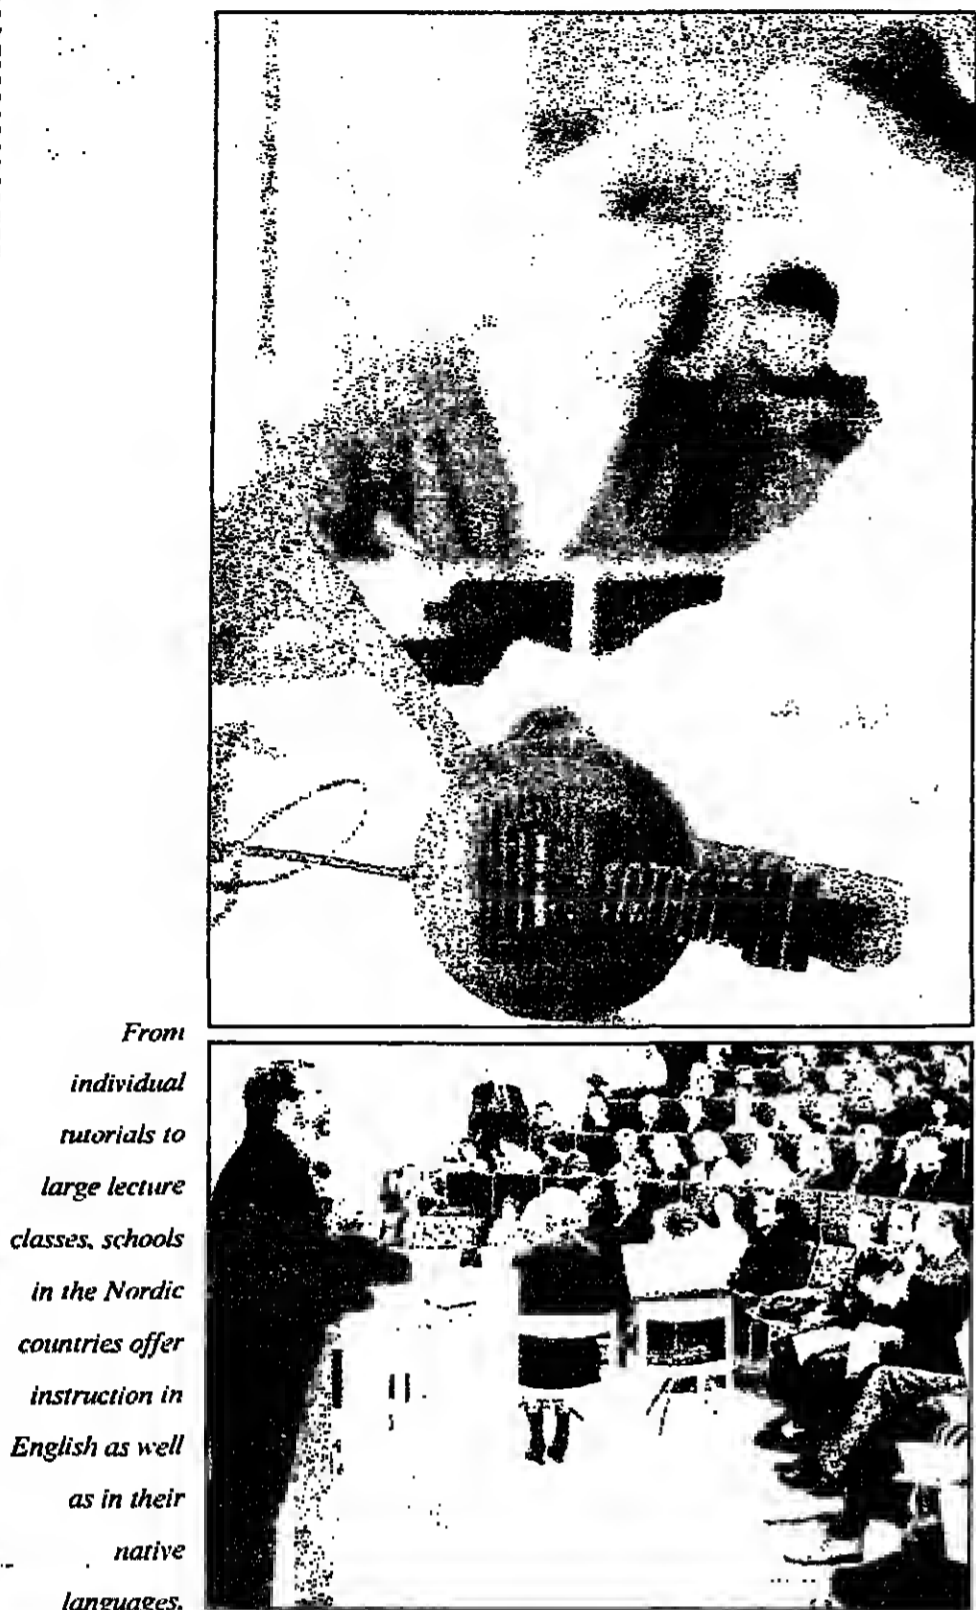 From
individual
tutorials to
large lecture
classes, schools
in the Nordic
countries offer
instruction in
English as well
as in their
native
languages.